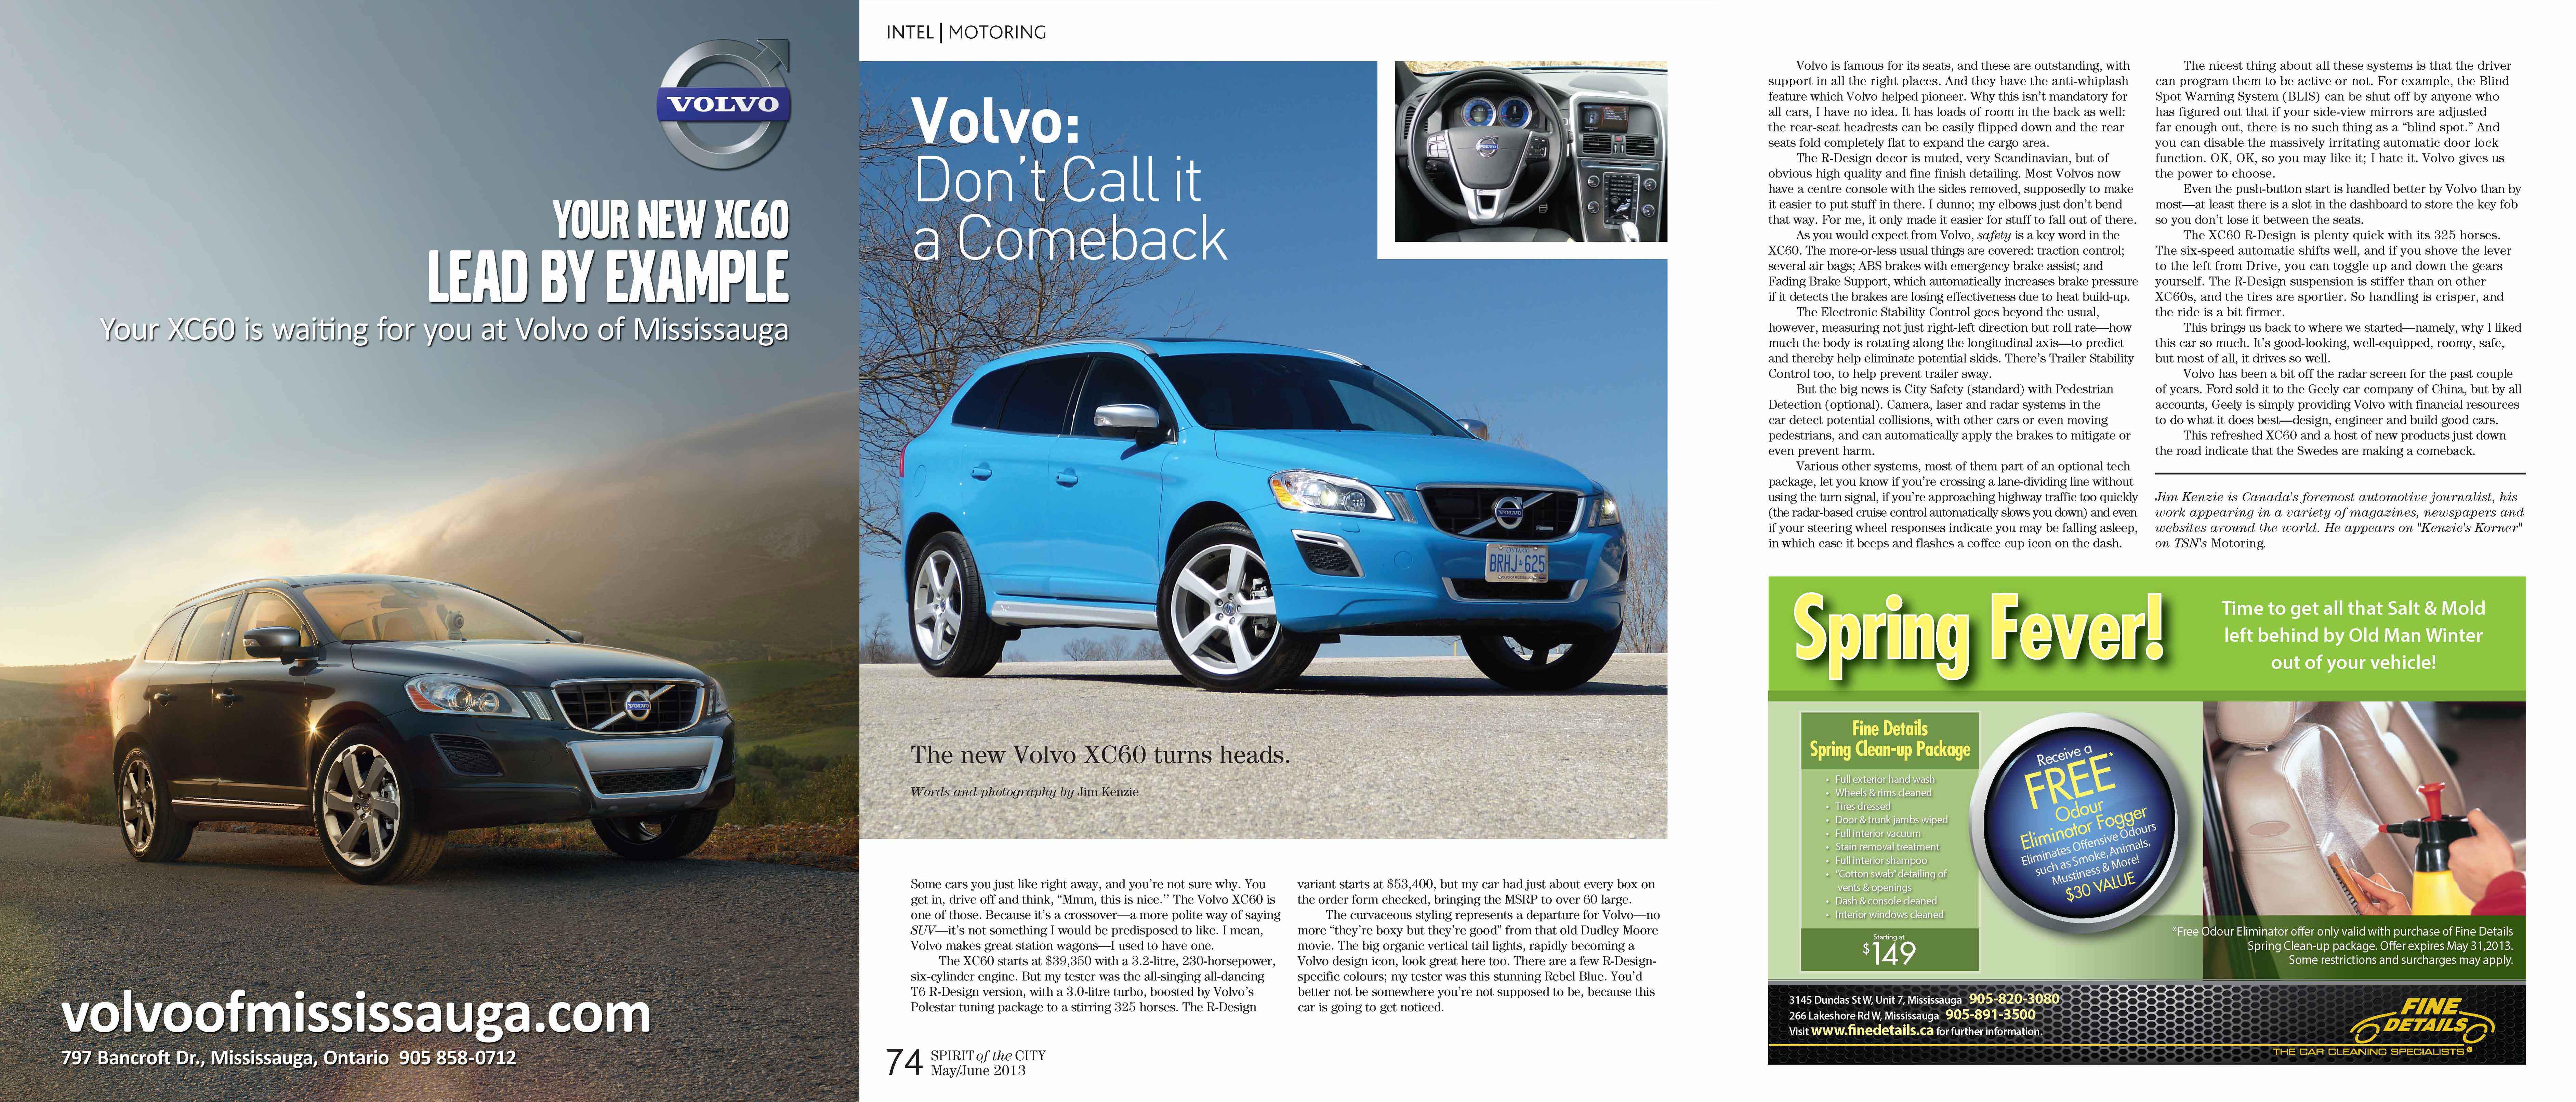 VOLVO
YOUR NEW XC60
LEAD BY EXAMPLE
Your XC60 is waiting for you at Volvo of Mississauga
volvoofmississauga.com
797 Bancroft Dr., Mississauga, Ontario 905 858-0712
INTEL | MOTORING
Volvo:
Don't Call it
a Comeback
VOLVO
BRHJ 625
The new Volvo XC60 turns heads.
Words and photography by Jim Kenzie
Some cars you just like right away, and you're not sure why. You
get in, drive off and think, “Mmm, this is nice.” The Volvo XC60 is
one of those. Because it's a crossover—a more polite way of saying
SUV—it's not something I would be predisposed to like. I mean,
Volvo makes great station wagons—I used to have one.
The XC60 starts at $39,350 with a 3.2-litre, 230-horsepower,
six-cylinder engine. But my tester was the all-singing all-dancing
T6 R-Design version, with a 3.0-litre turbo, boosted by Volvo's
Polestar tuning package to a stirring 325 horses. The R-Design
variant starts at $53,400, but my car had just about every box on
the order form checked, bringing the MSRP to over 60 large.
The curvaceous styling represents a departure for Volvo—no
more “they're boxy but they're good” from that old Dudley Moore
movie. The big organic vertical tail lights, rapidly becoming a
Volvo design icon, look great here too. There are a few R-Design-
specific colours; my tester was this stunning Rebel Blue. You'd
better not be somewhere you're not supposed to be, because this
car is going to get noticed.
74 SPIRIT of the CITY
May/June 2013
Volvo is famous for its seats, and these are outstanding, with
support in all the right places. And they have the anti-whiplash
feature which Volvo helped pioneer. Why this isn't mandatory for
all cars, I have no idea. It has loads of room in the back as well:
the rear-seat headrests can be easily flipped down and the rear
seats fold completely flat to expand the cargo area.
The R-Design decor is muted, very Scandinavian, but of
obvious high quality and fine finish detailing. Most Volvos now
have a centre console with the sides removed, supposedly to make
it easier to put stuff in there. I dunno; my elbows just don't bend
that way. For me, it only made it easier for stuff to fall out of there.
As you would expect from Volvo, safety is a key word in the
XC60. The more-or-less usual things are covered: traction control;
several air bags; ABS brakes with emergency brake assist; and
Fading Brake Support, which automatically increases brake pressure
if it detects the brakes are losing effectiveness due to heat build-up.
The Electronic Stability Control goes beyond the usual,
however, measuring not just right-left direction but roll rate—how
much the body is rotating along the longitudinal axis—to predict
and thereby help eliminate potential skids. There's Trailer Stability
Control too, to help prevent trailer sway.
But the big news is City Safety (standard) with Pedestrian
Detection (optional). Camera, laser and radar systems in the
car detect potential collisions, with other cars or even moving
pedestrians, and can automatically apply the brakes to mitigate or
even prevent harm.
Various other systems, most of them part of an optional tech
package, let you know if you're crossing a lane-dividing line without
using the turn signal, if you're approaching highway traffic too quickly
(the radar-based cruise control automatically slows you down) and even
if your steering wheel responses indicate you may be falling asleep,
in which case it beeps and flashes a coffee cup icon on the dash.
The nicest thing about all these systems is that the driver
can program them to be active or not. For example, the Blind
Spot Warning System (BLIS) can be shut off by anyone who
has figured out that if your side-view mirrors are adjusted
far enough out, there is no such thing as a “blind spot.” And
you can disable the massively irritating automatic door lock
function. OK, OK, so you may like it; I hate it. Volvo gives us
the power to choose.
Even the push-button start is handled better by Volvo than by
most—at least there is a slot in the dashboard to store the key fob
so you don't lose it between the seats.
The XC60 R-Design is plenty quick with its 325 horses.
The six-speed automatic shifts well, and if you shove the lever
to the left from Drive, you can toggle up and down the gears
yourself. The R-Design suspension is stiffer than on other
XC60s, and the tires are sportier. So handling is crisper, and
the ride is a bit firmer.
This brings us back to where we started—namely, why I liked
this car so much. It's good-looking, well-equipped, roomy, safe,
but most of all, it drives so well.
Volvo has been a bit off the radar screen for the past couple
of years. Ford sold it to the Geely car company of China, but by all
accounts, Geely is simply providing Volvo with financial resources
to do what it does best—design, engineer and build good cars.
This refreshed XC60 and a host of new products just down
the road indicate that the Swedes are making a comeback.
Jim Kenzie is Canada's foremost automotive journalist, his
work appearing in a variety of magazines, newspapers and
websites around the world. He appears on "Kenzie's Korner"
on TSN's Motoring.
Spring Fever!
Time to get all that Salt & Mold
left behind by Old Man Winter
out of your vehicle!
Fine Details
Spring Clean-up Package
• Full exterior hand wash
• Wheels & rims cleaned
• Tires dressed
• Door & trunk jambs wiped
• Full interior vacuum
• Stain removal treatment
• Full interior shampoo
• "Cotton swab" detailing of
vents & openings
• Dash & console cleaned
• Interior windows cleaned
Starting at
$149
Receive a
FREE*
Odour
Eliminator Fogger
Eliminates Offensive Odours
such as Smoke, Animals,
Mustiness & More!
$30 VALUE
*Free Odour Eliminator offer only valid with purchase of Fine Details
Spring Clean-up package. Offer expires May 31,2013.
Some restrictions and surcharges may apply.
3145 Dundas St W, Unit 7, Mississauga 905-820-3080
266 Lakeshore Rd W, Mississauga 905-891-3500
Visit www.finedetails.ca for further information.
FINE
DETAILS
THE CAR CLEANING SPECIALISTS